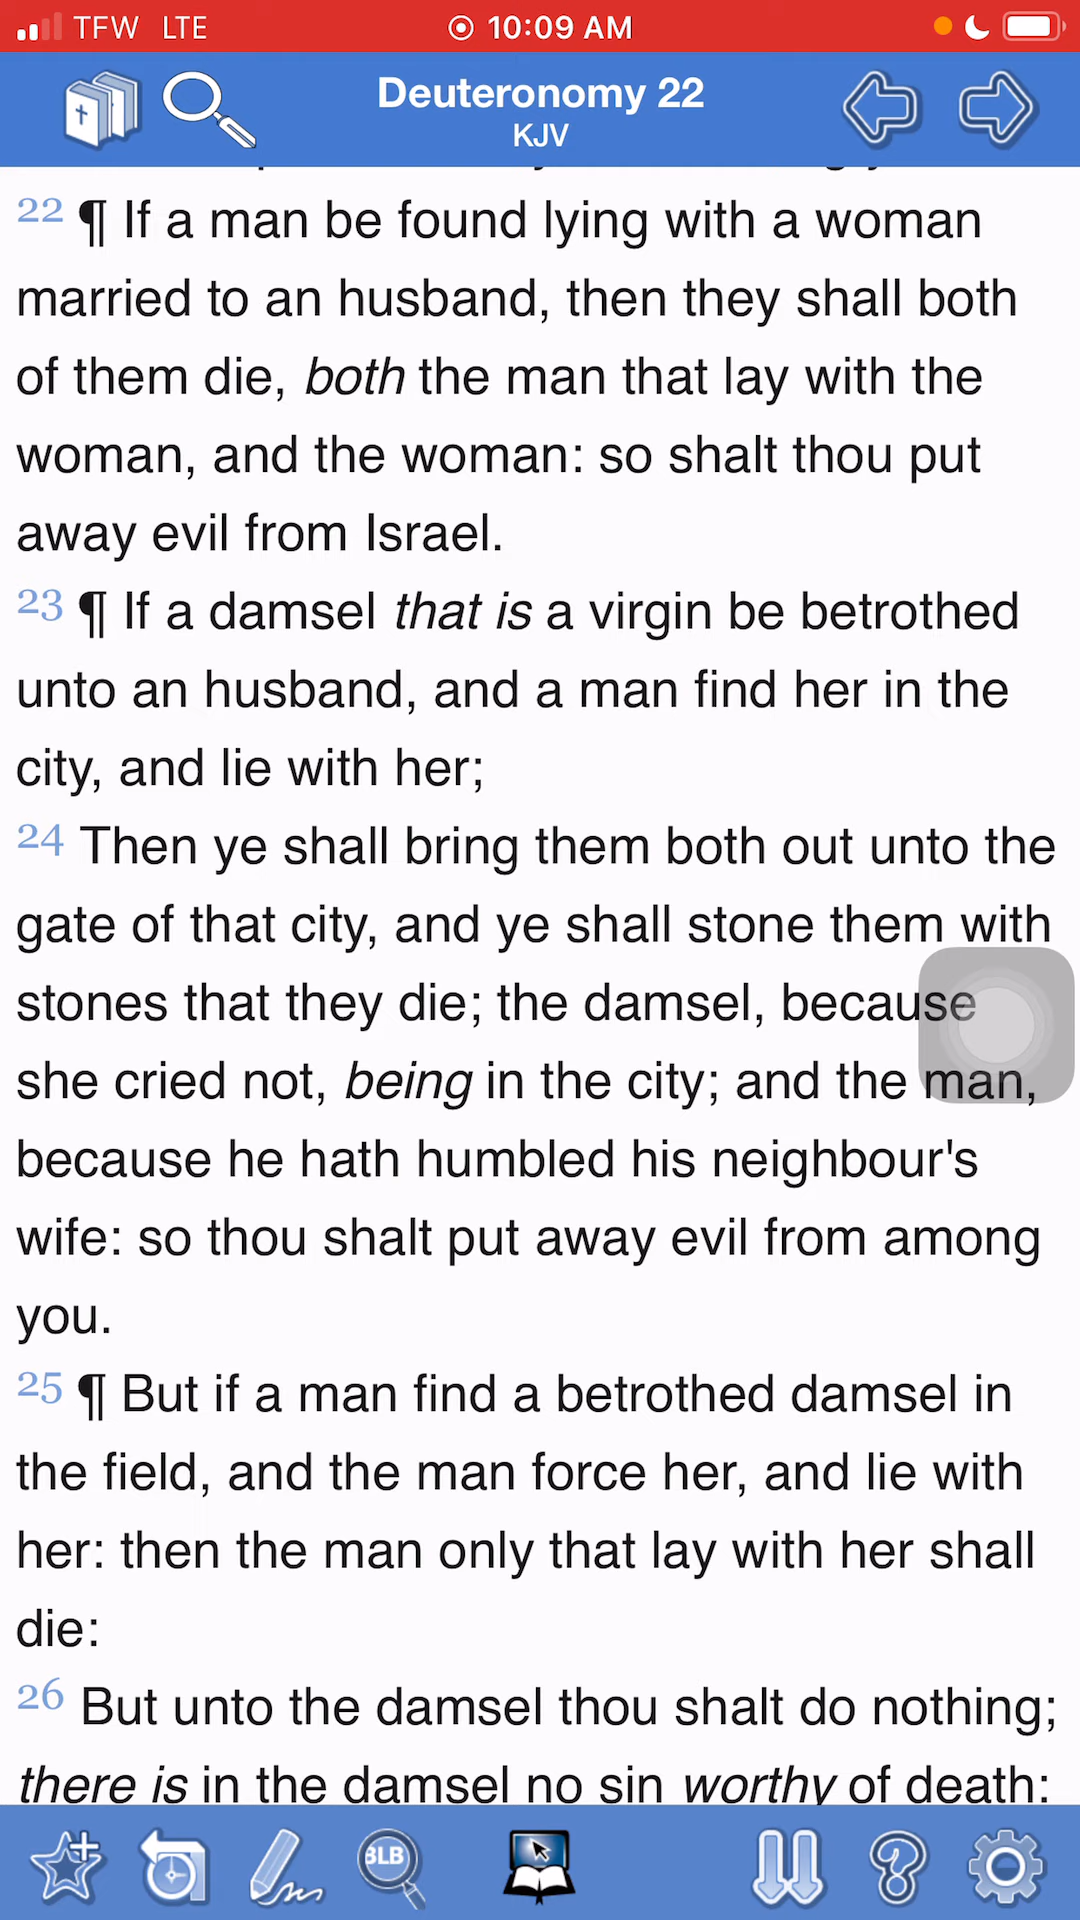 TFW LTE 10:09 AM
Deuteronomy 22
KJV
22 ¶ If a man be found lying with a woman
married to an husband, then they shall both
of them die, both the man that lay with the
woman, and the woman: so shalt thou put
away evil from Israel.
23 ¶ If a damsel that is a virgin be betrothed
unto an husband, and a man find her in the
city, and lie with her;
24 Then ye shall bring them both out unto the
gate of that city, and ye shall stone them with
stones that they die; the damsel, because
she cried not, being in the city; and the man,
because he hath humbled his neighbour's
wife: so thou shalt put away evil from among
you.
25 ¶ But if a man find a betrothed damsel in
the field, and the man force her, and lie with
her: then the man only that lay with her shall
die:
26 But unto the damsel thou shalt do nothing;
there is in the damsel no sin worthy of death:
BLB